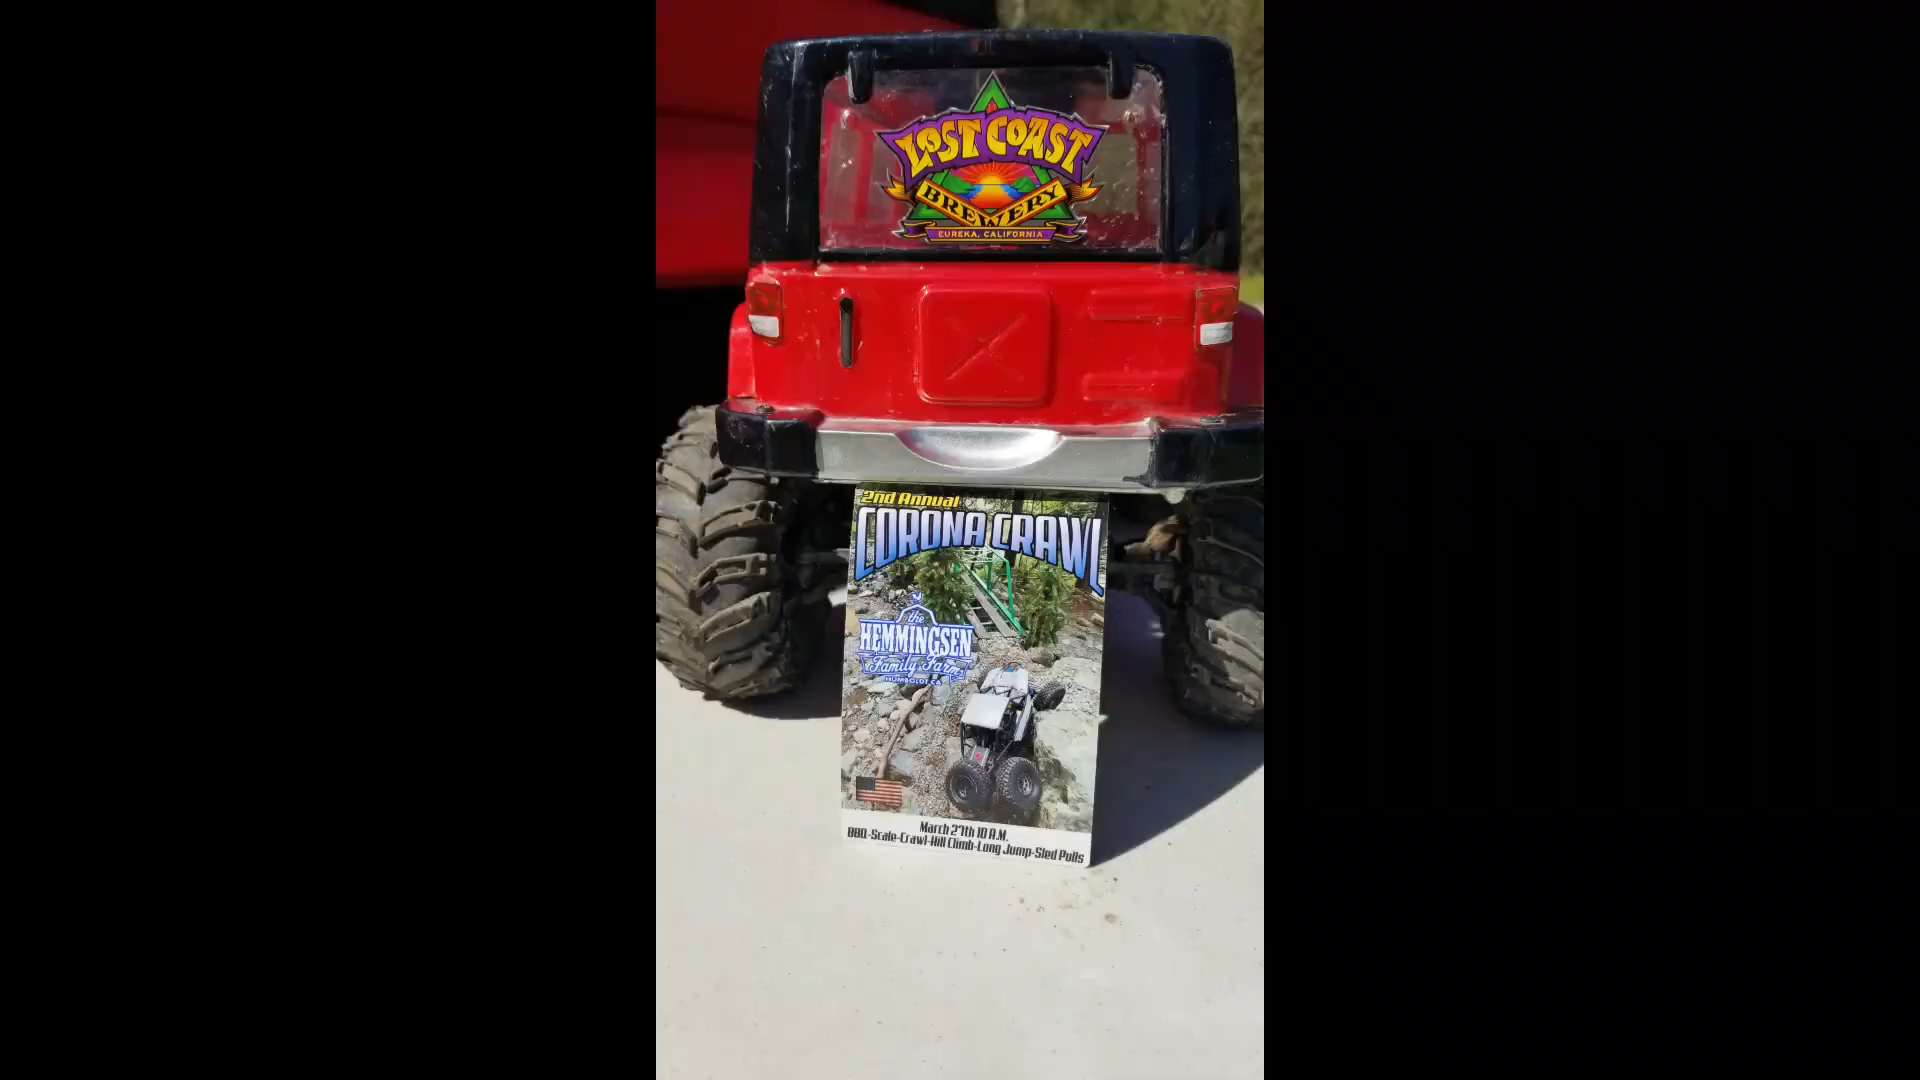 LOST COAST
BREWERY
EUREKA, CALIFORNIA
2nd Annual
CORONA CRAWL
the
HEMMINGSEN
Family Farm
HUMBOLDT CA
March 27th 10 A.M.
BBQ-Scale-Crawl-Hill Climb-Long Jump-Sled Pulls